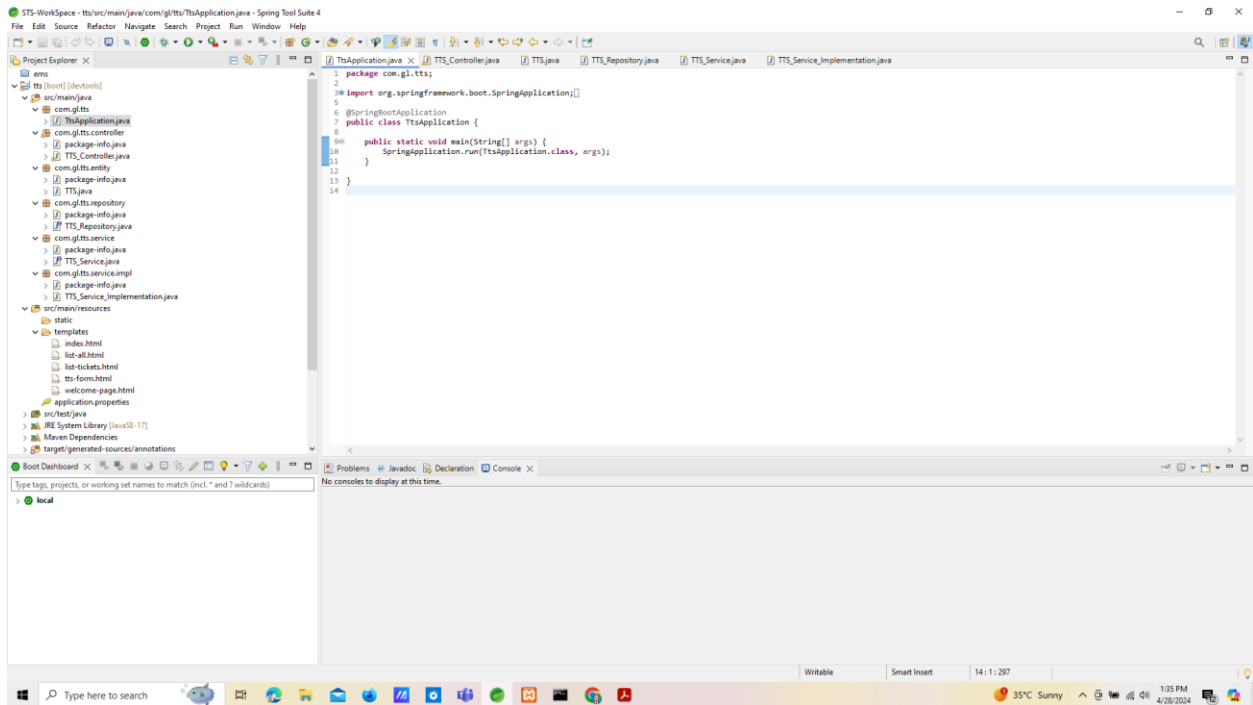 STS-WorkSpace - tts/src/main/java/com/gl/tts/TtsApplication.java - Spring Tool Suite 4
File Edit Source Refactor Navigate Search Project Run Window Help
Project Explorer
ems
tts [boot] [devtools]
src/main/java
com.gl.tts
TtsApplication.java
com.gl.tts.controller
package-info.java
TTS_Controller.java
com.gl.tts.entity
package-info.java
TTS.java
com.gl.tts.repository
package-info.java
TTS_Repository.java
com.gl.tts.service
package-info.java
TTS_Service.java
com.gl.tts.service.impl
package-info.java
TTS_Service_Implementation.java
src/main/resources
static
templates
index.html
list-all.html
list-tickets.html
tts-form.html
welcome-page.html
application.properties
src/test/java
JRE System Library [JavaSE-17]
Maven Dependencies
target/generated-sources/annotations
TtsApplication.java TTS_Controller.java TTS.java TTS_Repository.java TTS_Service.java TTS_Service_Implementation.java
1 package com.gl.tts;
2
3 import org.springframework.boot.SpringApplication;
5
6 @SpringBootApplication
7 public class TtsApplication {
8
9 public static void main(String[] args) {
10 SpringApplication.run(TtsApplication.class, args);
11 }
12
13 }
14
Boot Dashboard
Type tags, projects, or working set names to match (incl. * and ? wildcards)
local
Problems Javadoc Declaration Console
No consoles to display at this time.
Writable Smart Insert 14 : 1 : 297
Type here to search
35°C Sunny
1:35 PM
4/28/2024